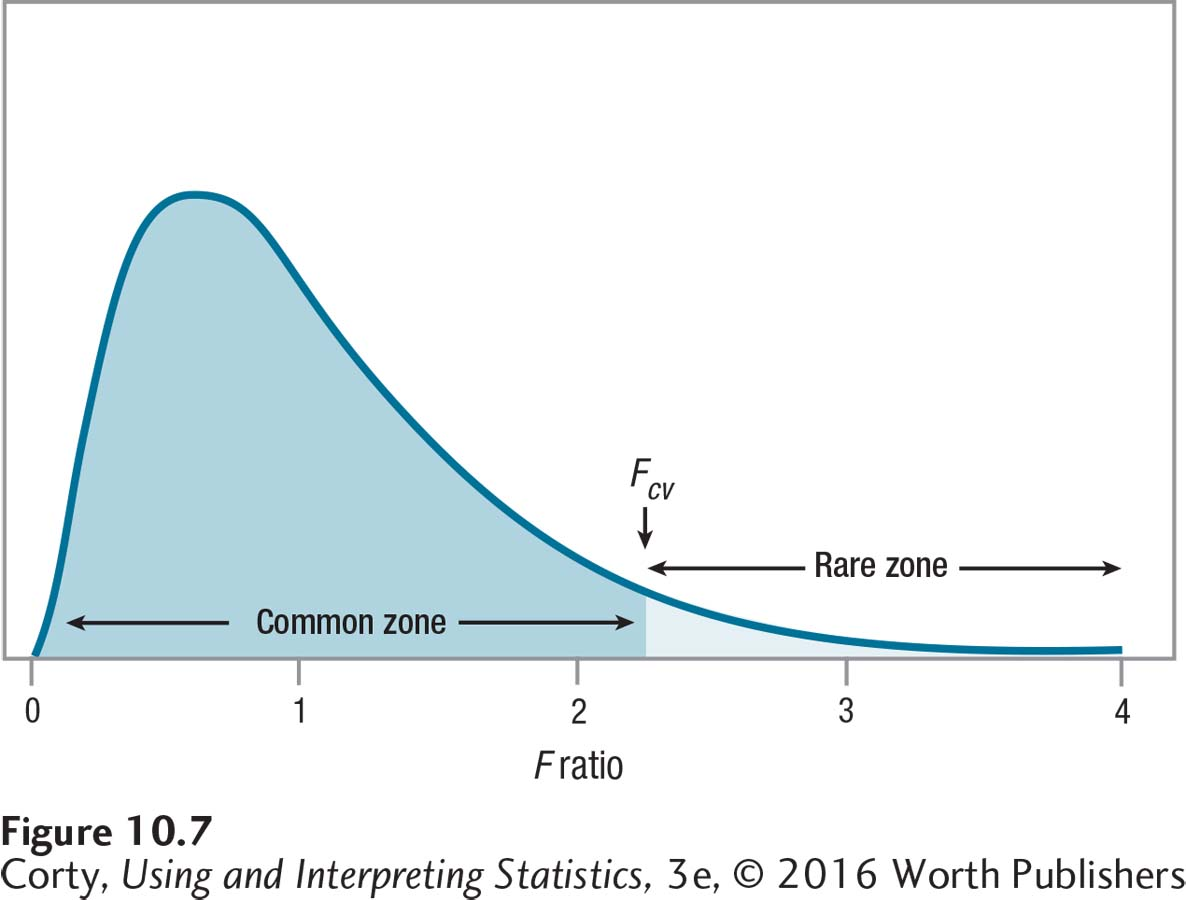 F cv
Rare zone
Common zone
0 1 2 3 4
F ratio
Figure 10.7
Corty, Using and Interpreting Statistics, 3e, © 2016 Worth Publishers